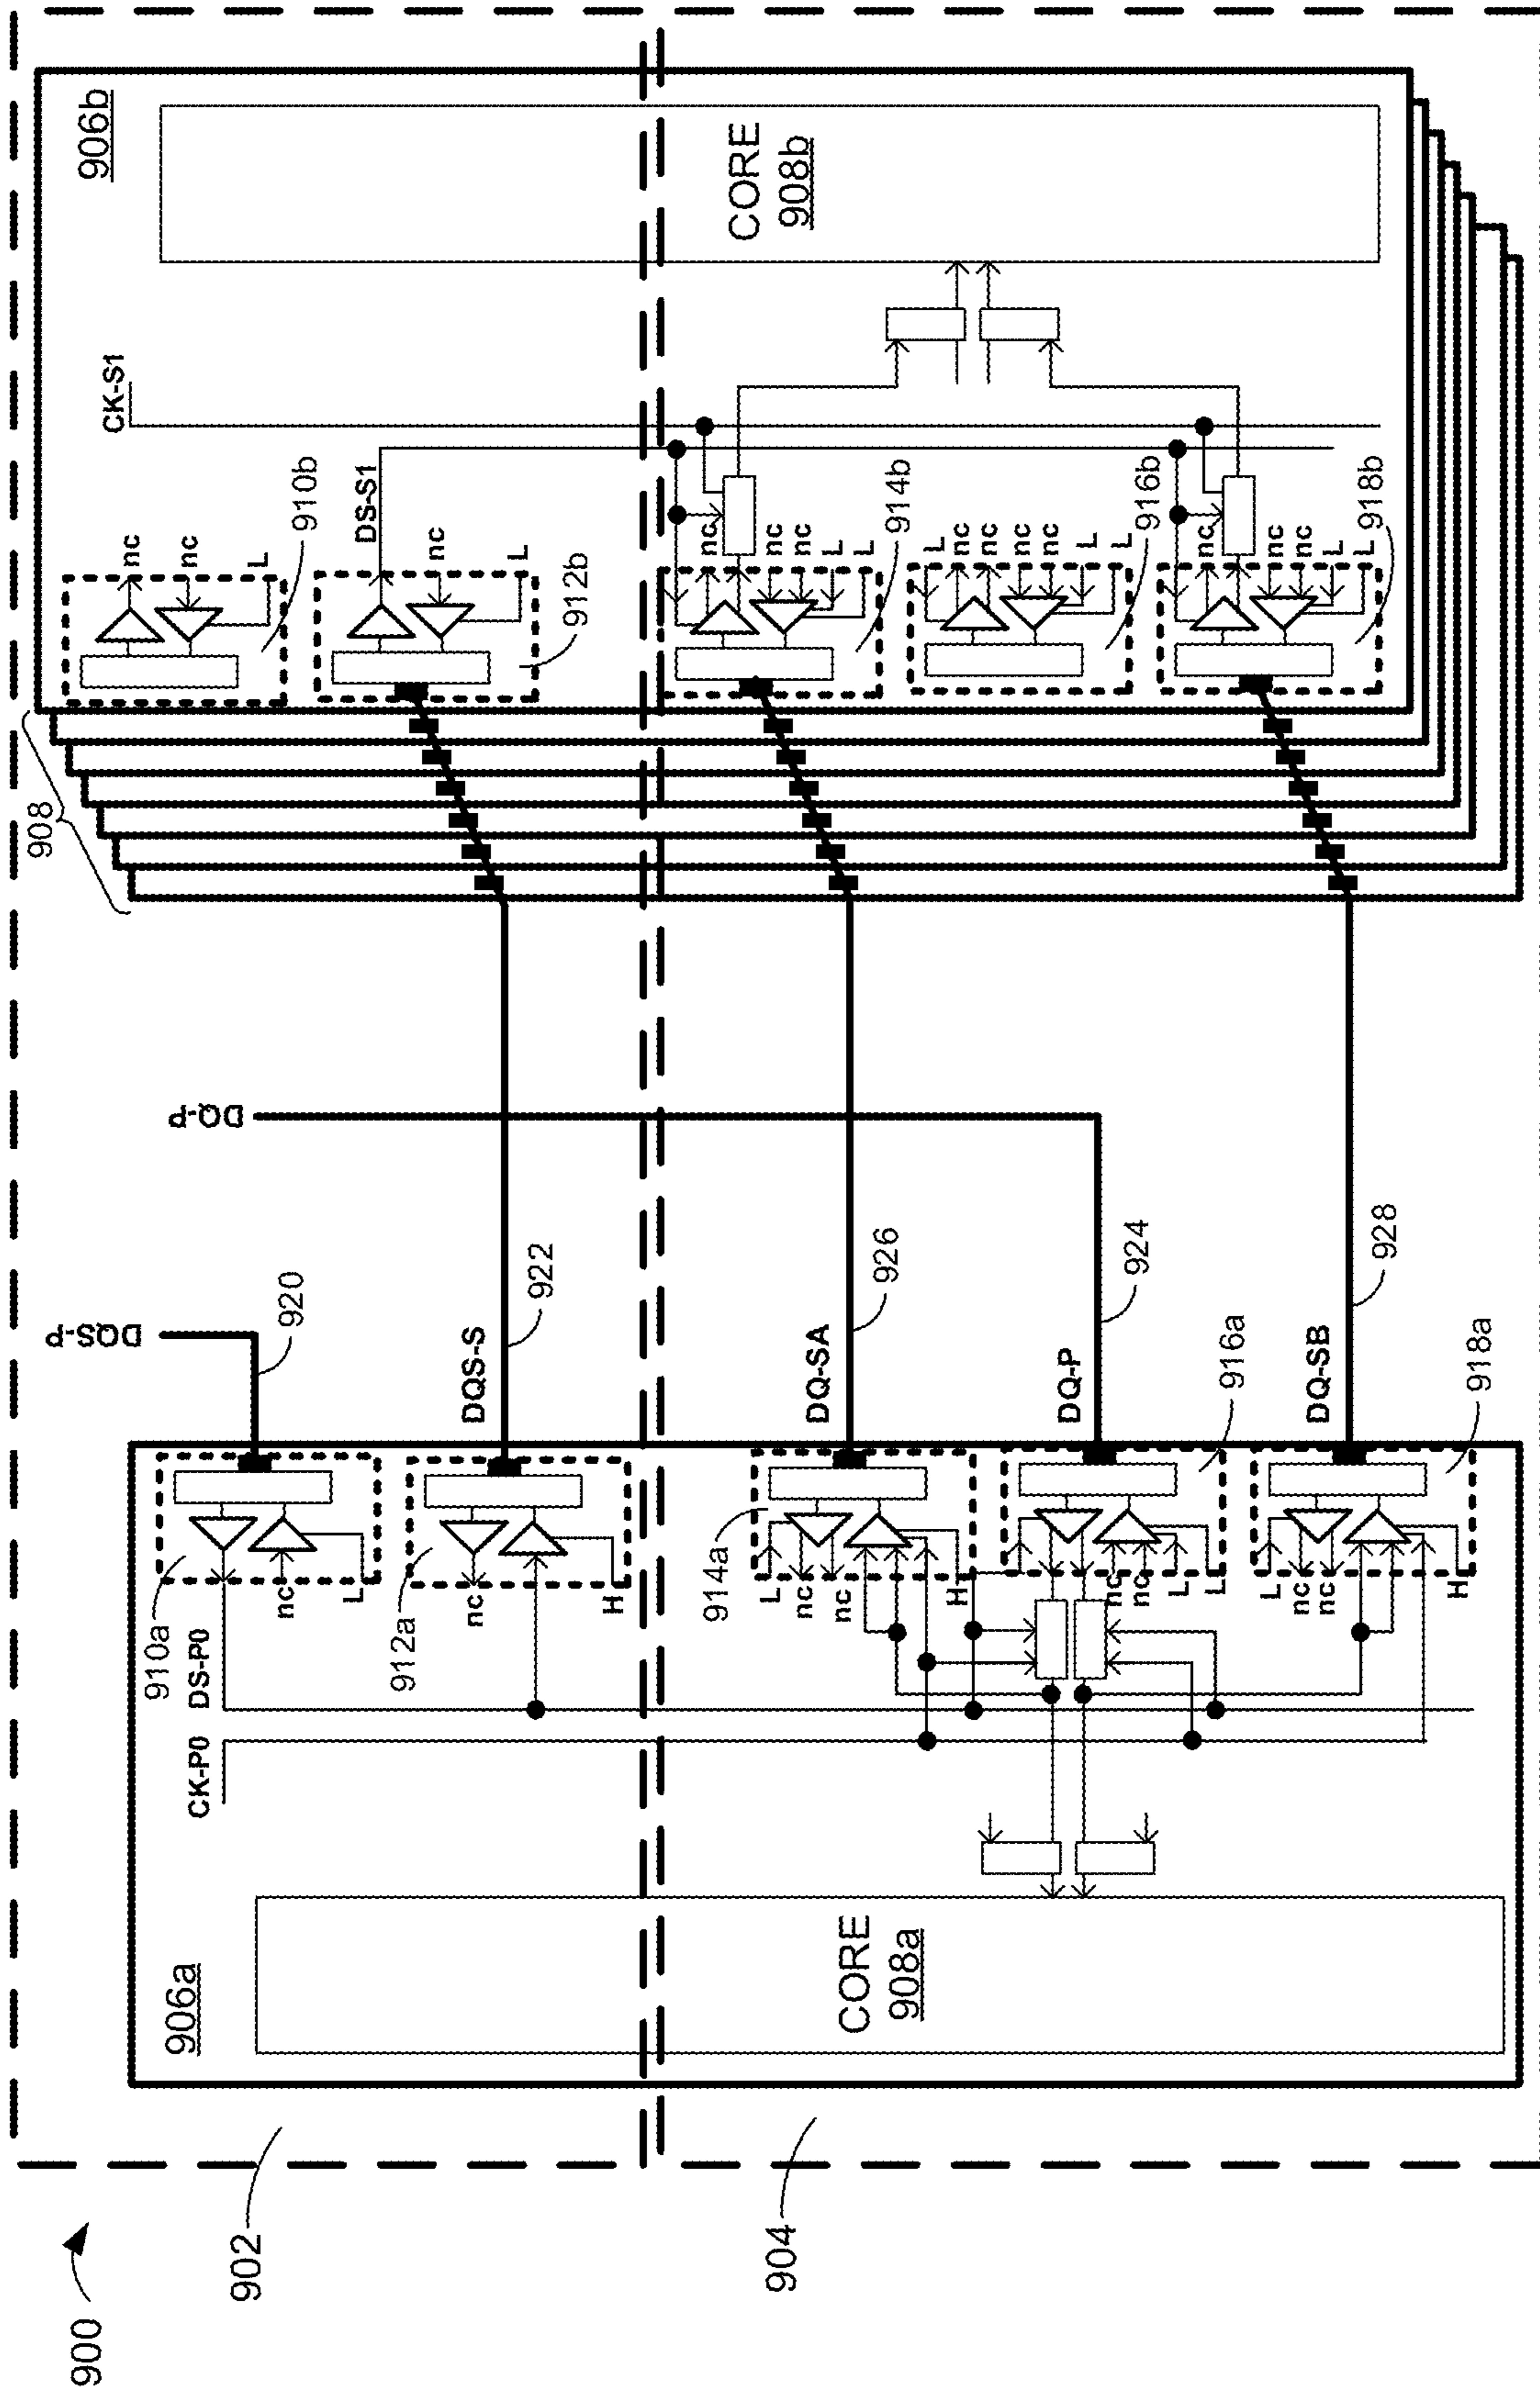 900
902
904
906a
CORE
908a
CK-P0
DS-P0
910a
nc
L
912a
nc
H
914a
L
nc
nc
H
nc
nc
L
L
916a
L
nc
nc
H
918a
DQS-P
920
DQS-S
922
DQ-P
DQ-SA
926
DQ-P
924
DQ-SB
928
908
906b
CORE
908b
CK-S1
DS-S1
nc
nc
L
910b
nc
L
912b
nc
nc
nc
L
L
914b
L
nc
nc
nc
nc
L
L
916b
nc
nc
nc
L
L
918b